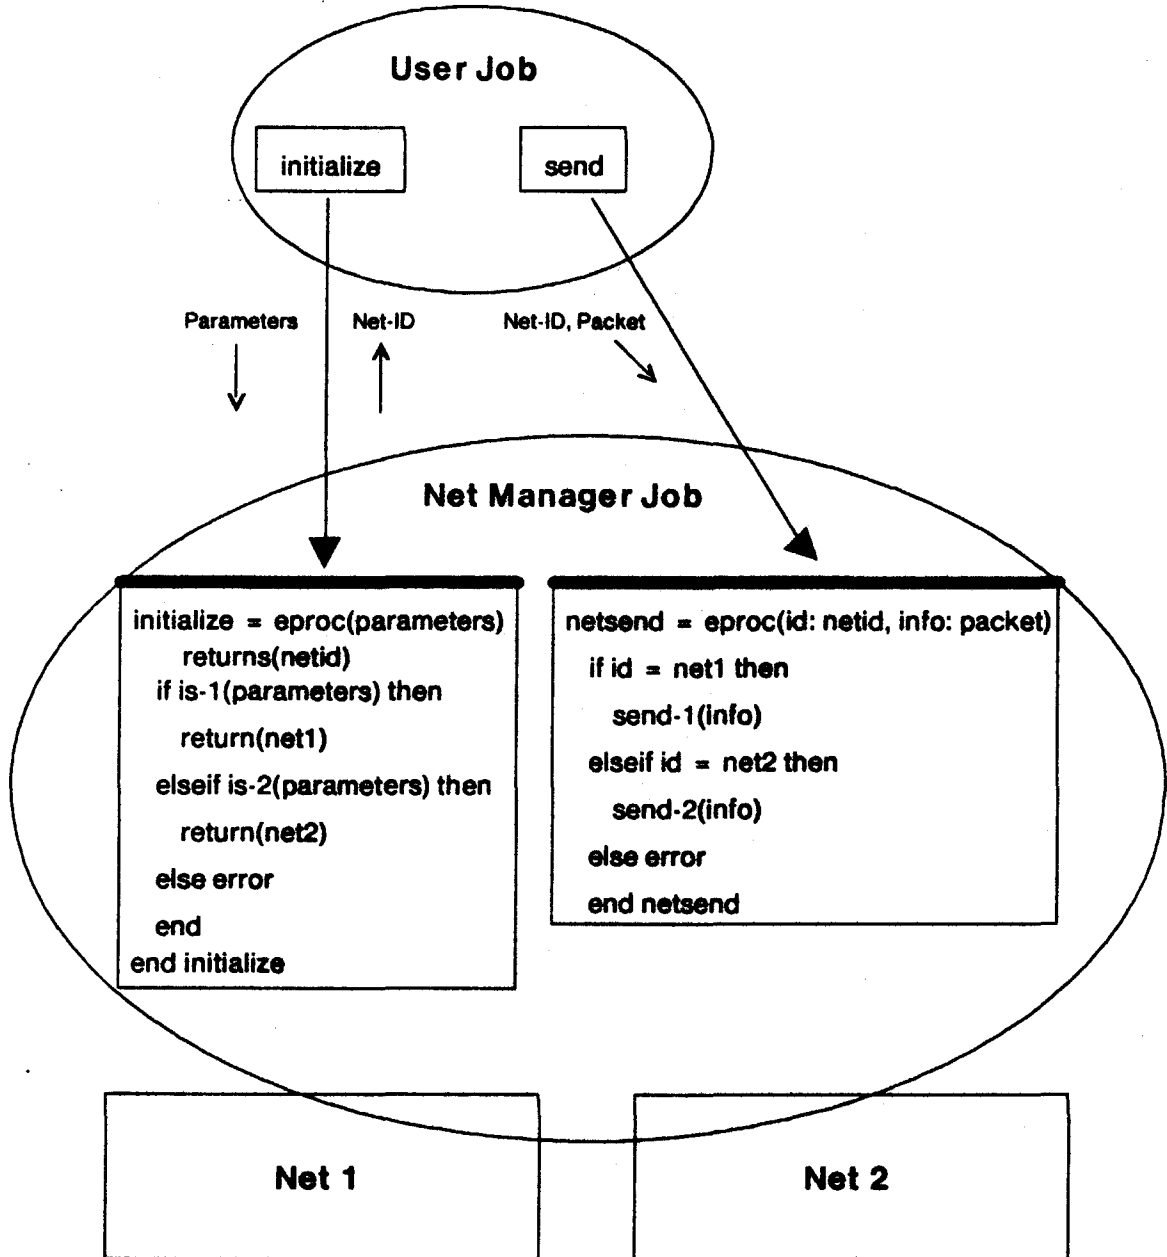 User Job
initialize
send
Parameters
Net-ID
Net-ID, Packet
Net Manager Job
initialize = eproc(parameters)
returns(netid)
if is-1(parameters) then
return(net1)
elseif is-2(parameters) then
return(net2)
else error
end
end initialize
netsend = eproc(id: netid, info: packet)
if id = net1 then
send-1(info)
elseif id = net2 then
send-2(info)
else error
end netsend
Net 1
Net 2